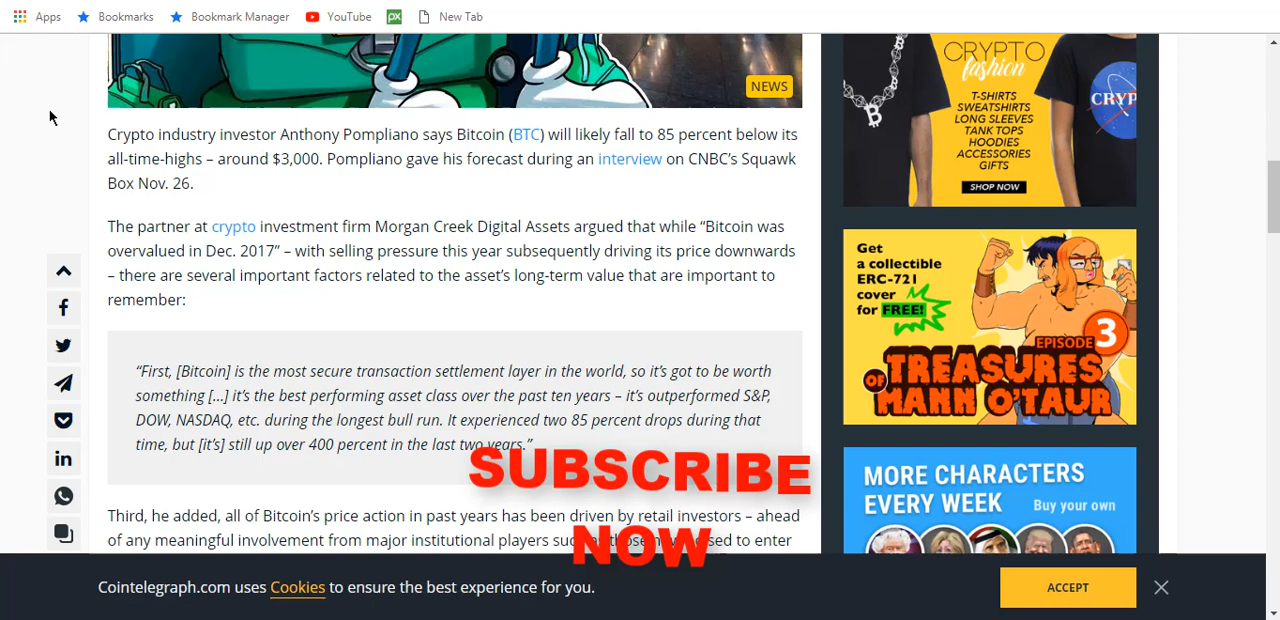 Apps Bookmarks Bookmark Manager YouTube px New Tab
NEWS
Crypto industry investor Anthony Pompliano says Bitcoin (BTC) will likely fall to 85 percent below its
all-time-highs – around $3,000. Pompliano gave his forecast during an interview on CNBC's Squawk
Box Nov. 26.
The partner at crypto investment firm Morgan Creek Digital Assets argued that while “Bitcoin was
overvalued in Dec. 2017” – with selling pressure this year subsequently driving its price downwards
– there are several important factors related to the asset's long-term value that are important to
remember:
“First, [Bitcoin] is the most secure transaction settlement layer in the world, so it's got to be worth
something [...] it's the best performing asset class over the past ten years – it's outperformed S&P,
DOW, NASDAQ, etc. during the longest bull run. It experienced two 85 percent drops during that
time, but [it's] still up over 400 percent in the last two years.”
SUBSCRIBE
NOW
Third, he added, all of Bitcoin's price action in past years has been driven by retail investors – ahead
of any meaningful involvement from major institutional players to enter
CRYPTO
fashion
T-SHIRTS
SWEATSHIRTS
LONG SLEEVES
TANK TOPS
HOODIES
ACCESSORIES
GIFTS
SHOP NOW
CRYP
Get
a collectible
ERC-721
cover
for FREE!
EPISODE 3
TREASURES
OF MANN O'TAUR
MORE CHARACTERS
EVERY WEEK Buy your own
Cointelegraph.com uses Cookies to ensure the best experience for you.
ACCEPT